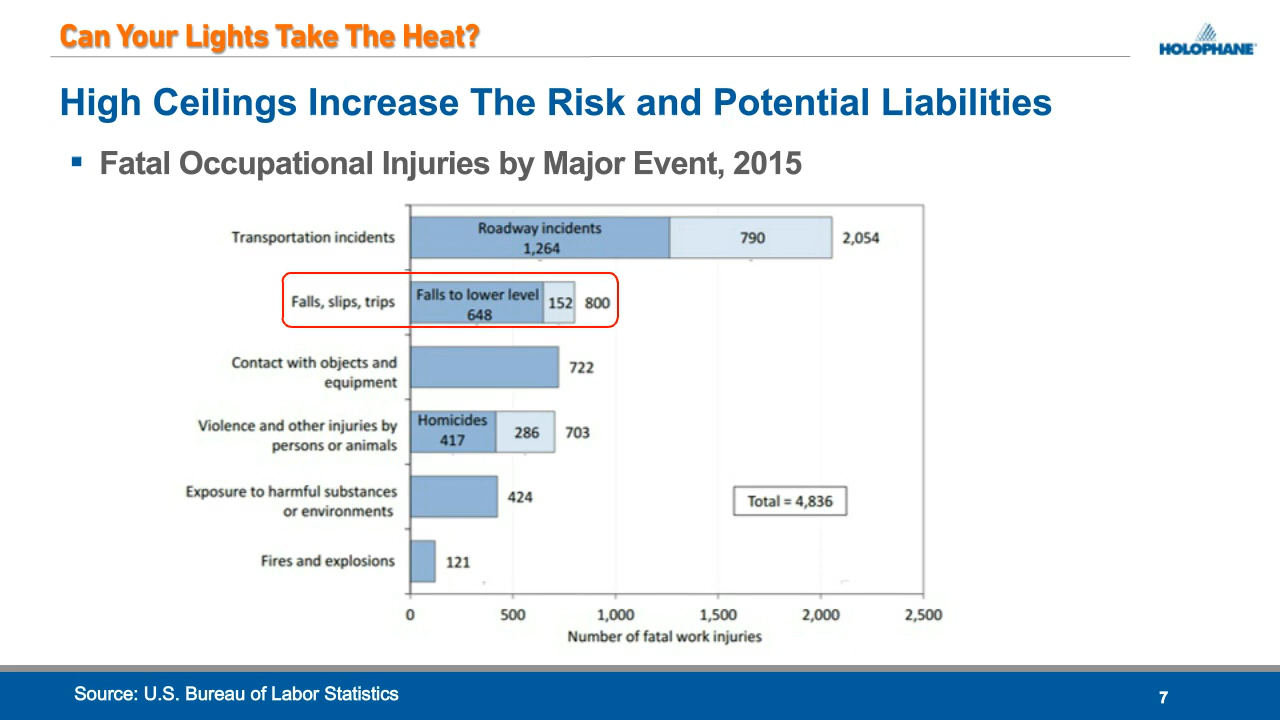 Can Your Lights Take The Heat?
HOLOPHANE
High Ceilings Increase The Risk and Potential Liabilities
▪ Fatal Occupational Injuries by Major Event, 2015
Transportation incidents
Roadway incidents
1,264
790
2,054
Falls, slips, trips
Falls to lower level
648
152
800
Contact with objects and
equipment
722
Violence and other injuries by
persons or animals
Homicides
417
286
703
Exposure to harmful substances
or environments
424
Total = 4,836
Fires and explosions
121
0 500 1,000 1,500 2,000 2,500
Number of fatal work injuries
Source: U.S. Bureau of Labor Statistics
7